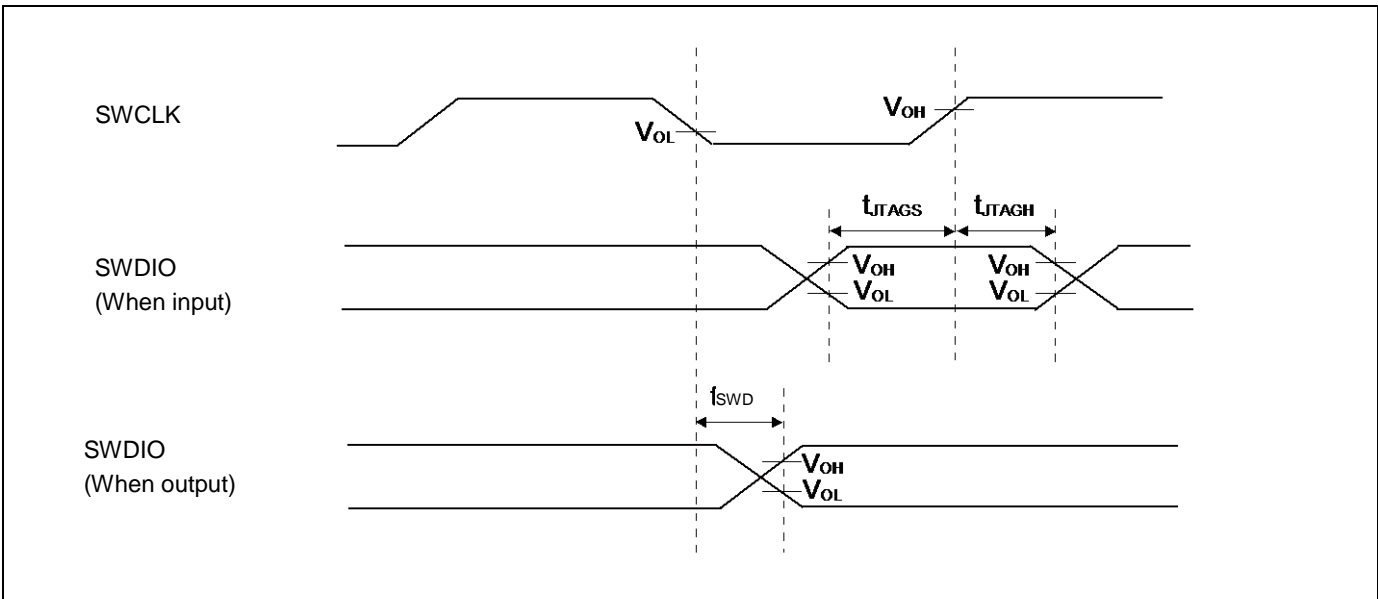 SWCLK
VOL
VOH
tJTAGS tJTAGH
SWDIO
(When input)
VOH VOH
VOL VOL
tSWD
SWDIO
(When output)
VOH
VOL